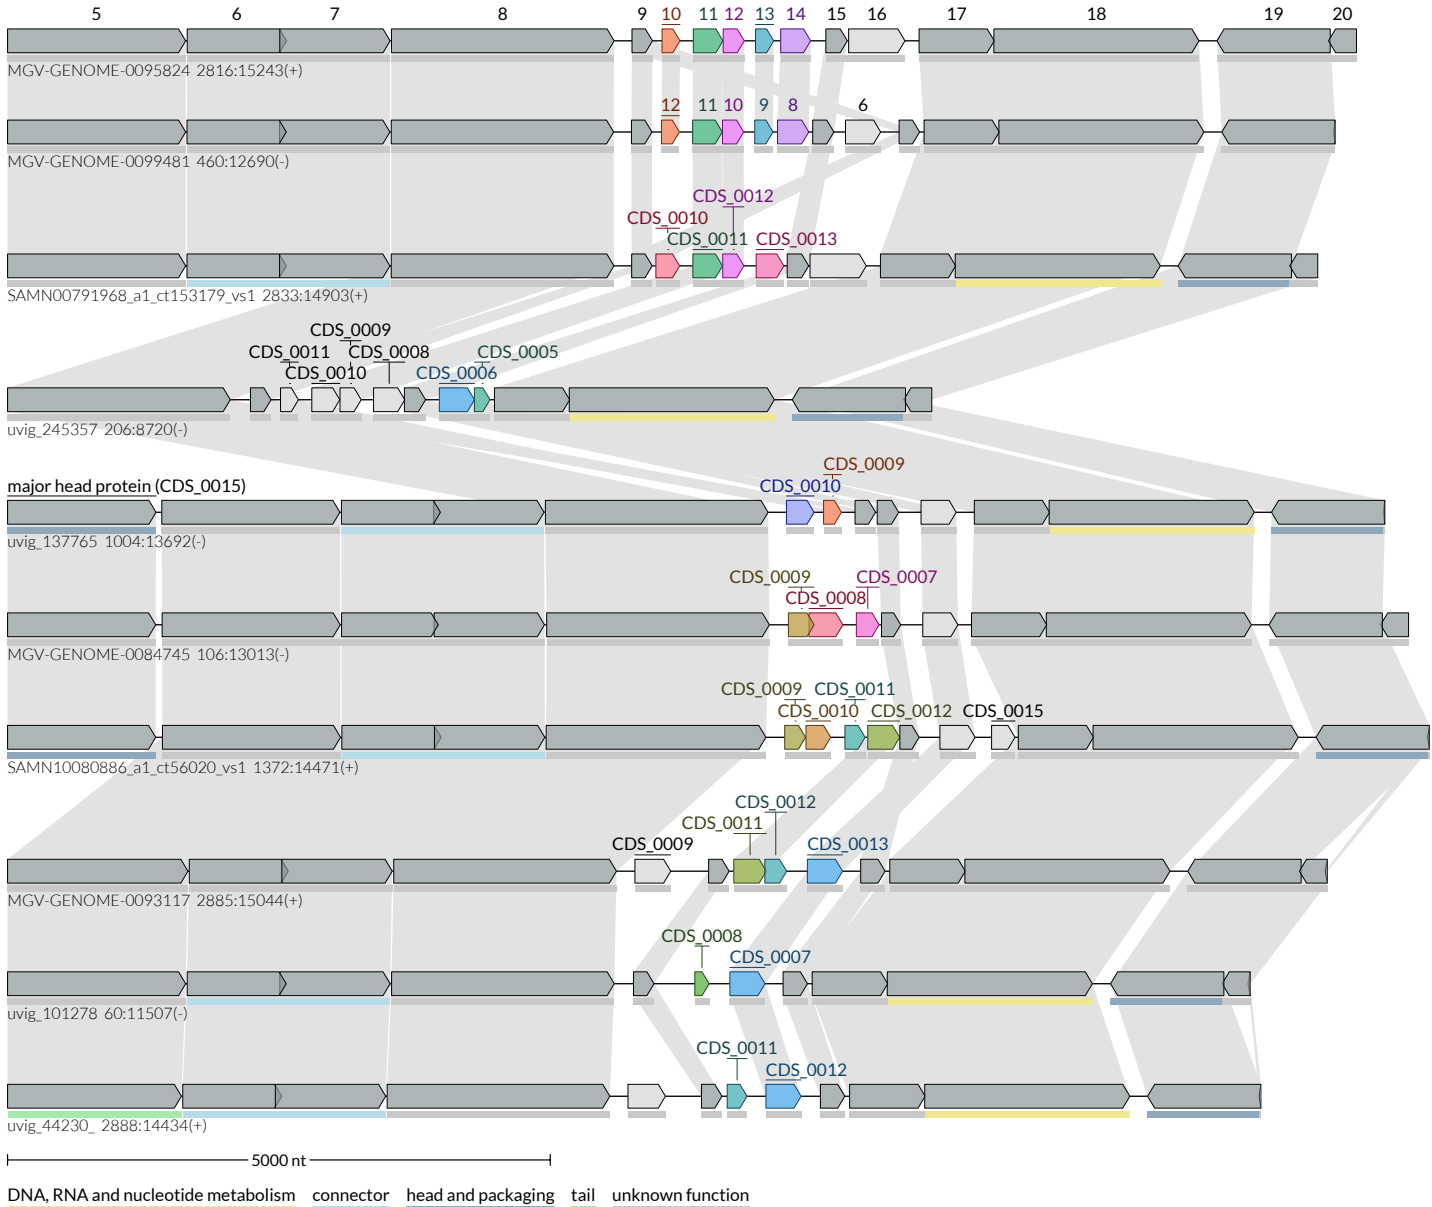 5 6 7 8 9 10 11 12 13 14 15 16 17 18 19 20
MGV-GENOME-0095824 2816:15243(+)
12 11 10 9 8 6
MGV-GENOME-0099481 460:12690(-)
CDS_0012
CDS_0010
CDS_0011 CDS_0013
SAMN00791968_a1_ct153179_vs1 2833:14903(+)
CDS_0009
CDS_0011 CDS_0008 CDS_0005
CDS_0010 CDS_0006
uvig_245357 206:8720(-)
CDS_0009
major head protein (CDS_0015) CDS_0010
uvig_137765 1004:13692(-)
CDS_0009 CDS_0007
CDS_0008
MGV-GENOME-0084745 106:13013(-)
CDS_0009 CDS_0011
CDS_0010 CDS_0012 CDS_0015
SAMN10080886_a1_ct56020_vs1 1372:14471(+)
CDS_0012
CDS_0011
CDS_0009 CDS_0013
MGV-GENOME-0093117 2885:15044(+)
CDS_0008
CDS_0007
uvig_101278 60:11507(-)
CDS_0011
CDS_0012
uvig_44230_ 2888:14434(+)
5000 nt
DNA, RNA and nucleotide metabolism connector head and packaging tail unknown function